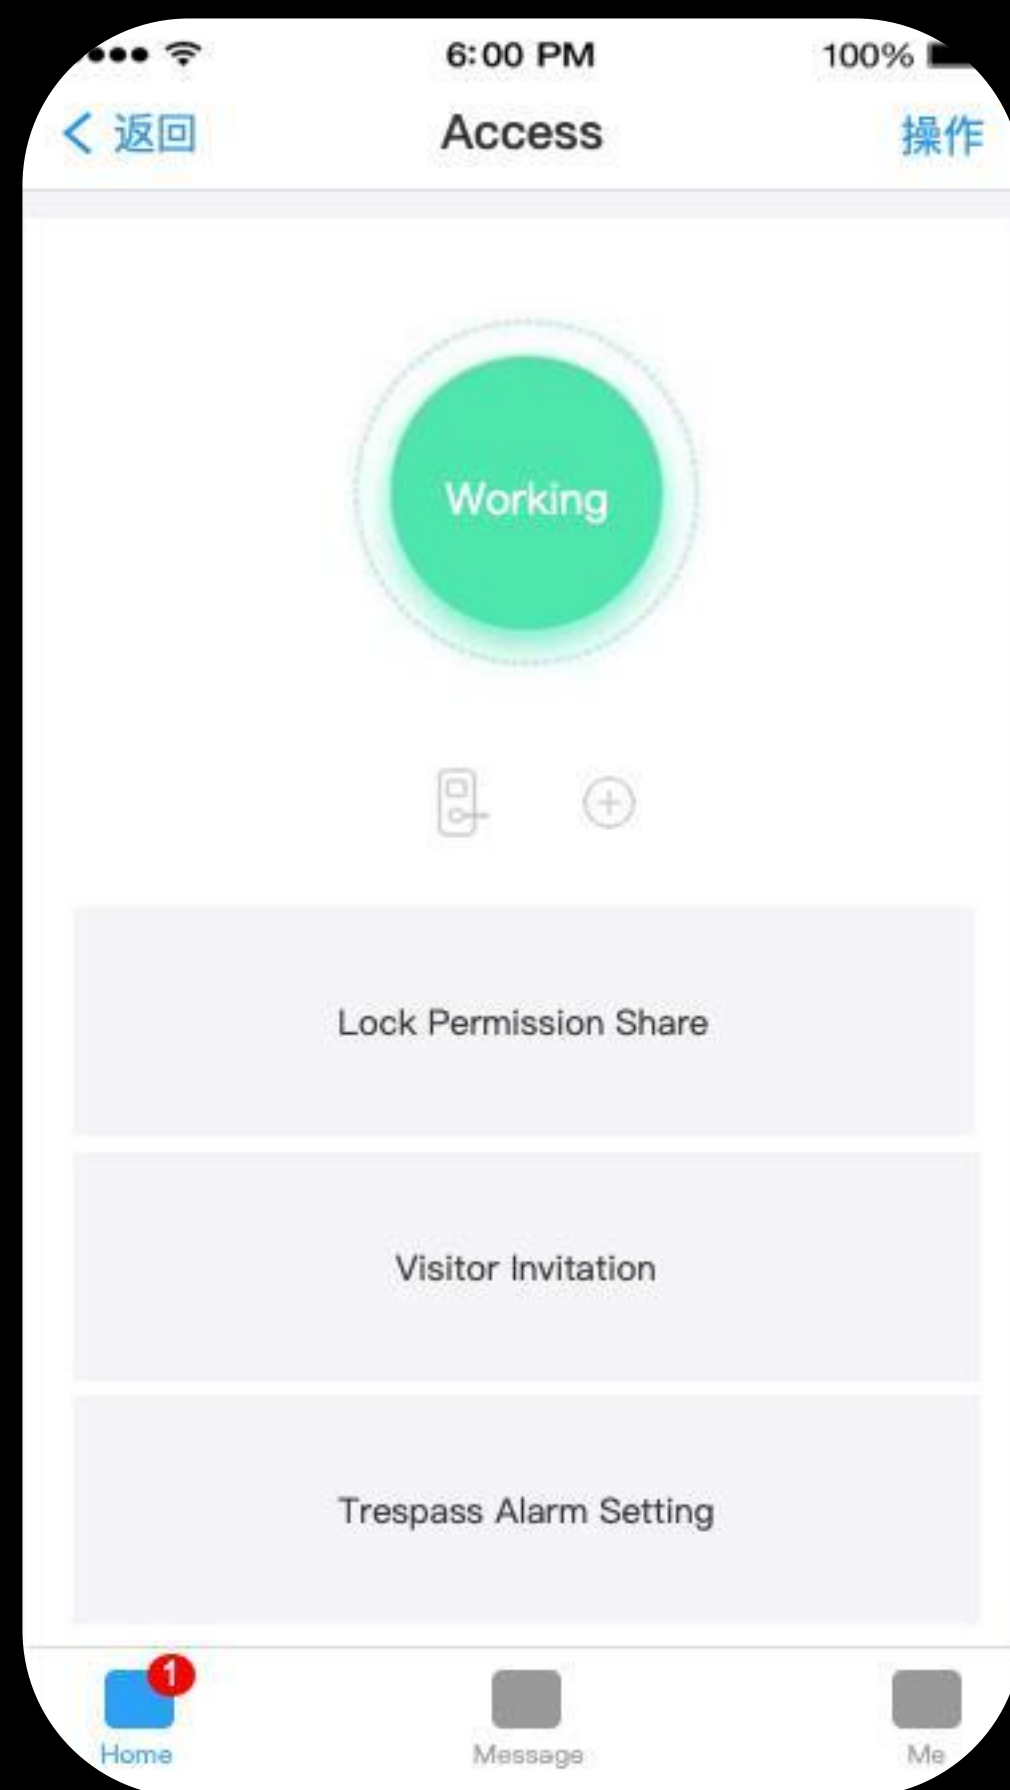 6:00 PM 100%
返回 Access 操作
Working
Lock Permission Share
Visitor Invitation
Trespass Alarm Setting
1
Home Message Me